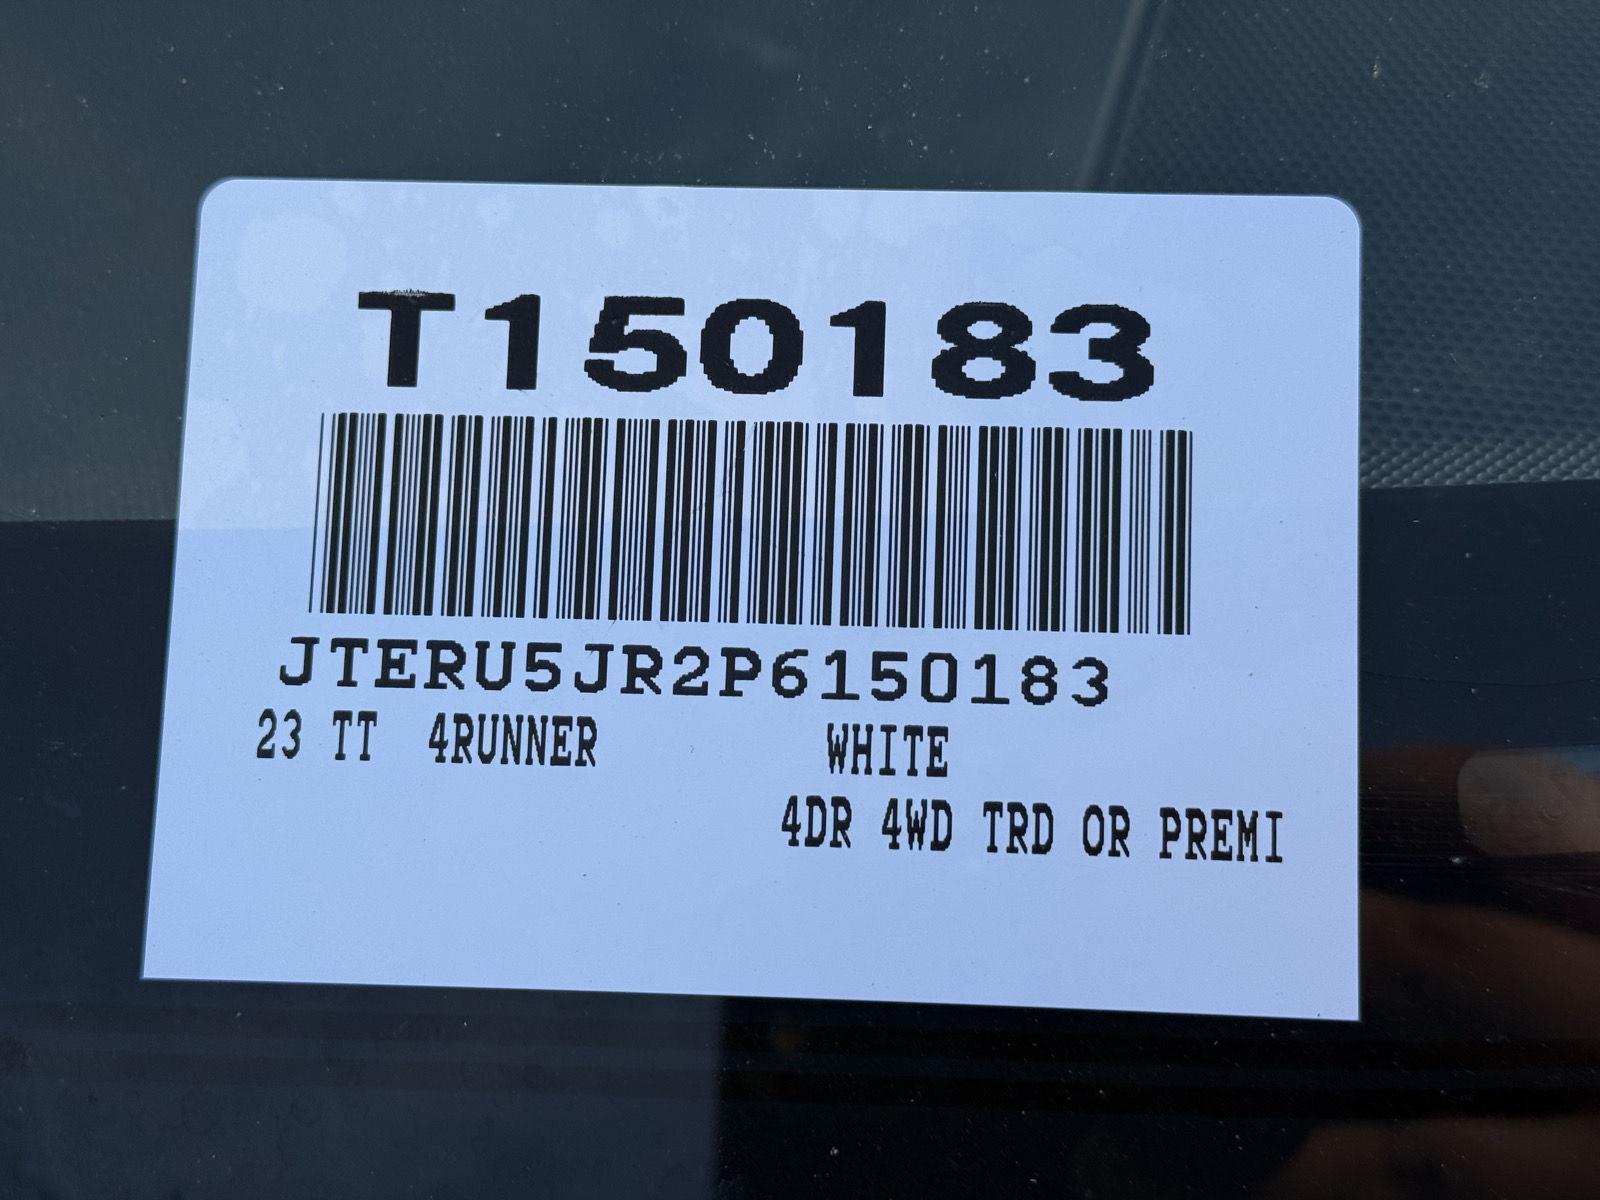 T150183
JTERU5JR2P6150183
23 TT 4RUNNER WHITE
4DR 4WD TRD OR PREMI